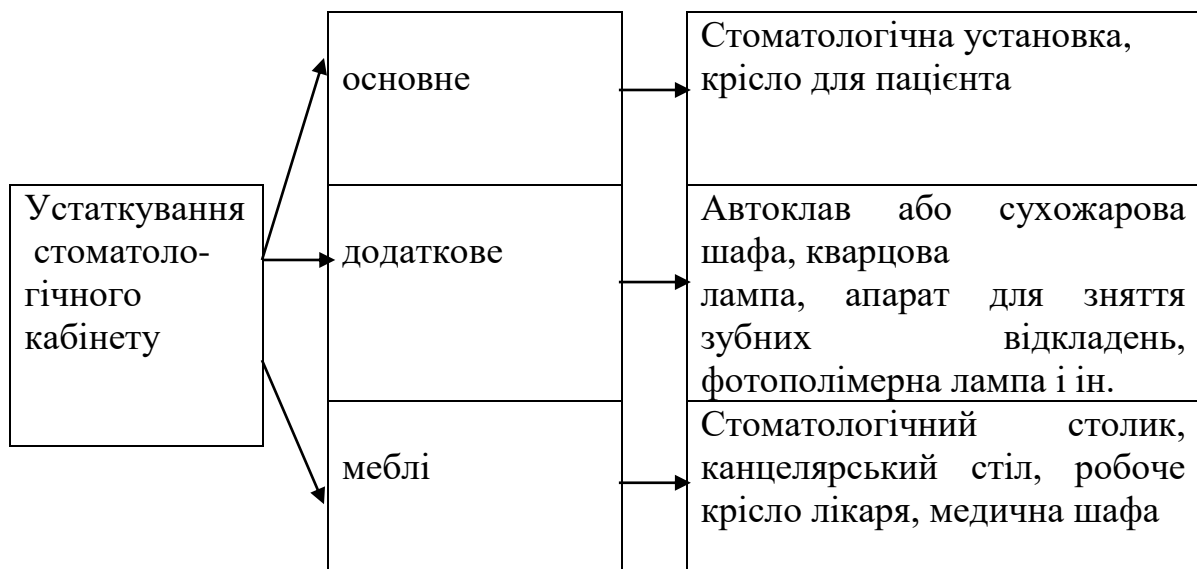 Устаткування
стоматоло-
гічного
кабінету
основне
Стоматологічна установка,
крісло для пацієнта
додаткове
Автоклав або сухожарова
шафа, кварцова
лампа, апарат для зняття
зубних відкладень,
фотополімерна лампа і ін.
меблі
Стоматологічний столик,
канцелярський стіл, робоче
крісло лікаря, медична шафа